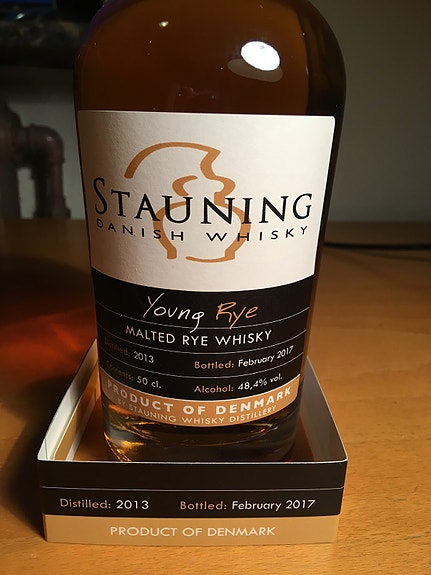 STAUNING
DANISH WHISKY
Young Rye
MALTED RYE WHISKY
Distilled: 2013 Bottled: February 2017
Contents: 50 cl. Alcohol: 48,4% vol.
PRODUCT OF DENMARK
BY STAUNING WHISKY DISTILLERY
Distilled: 2013 Bottled: February 2017
PRODUCT OF DENMARK